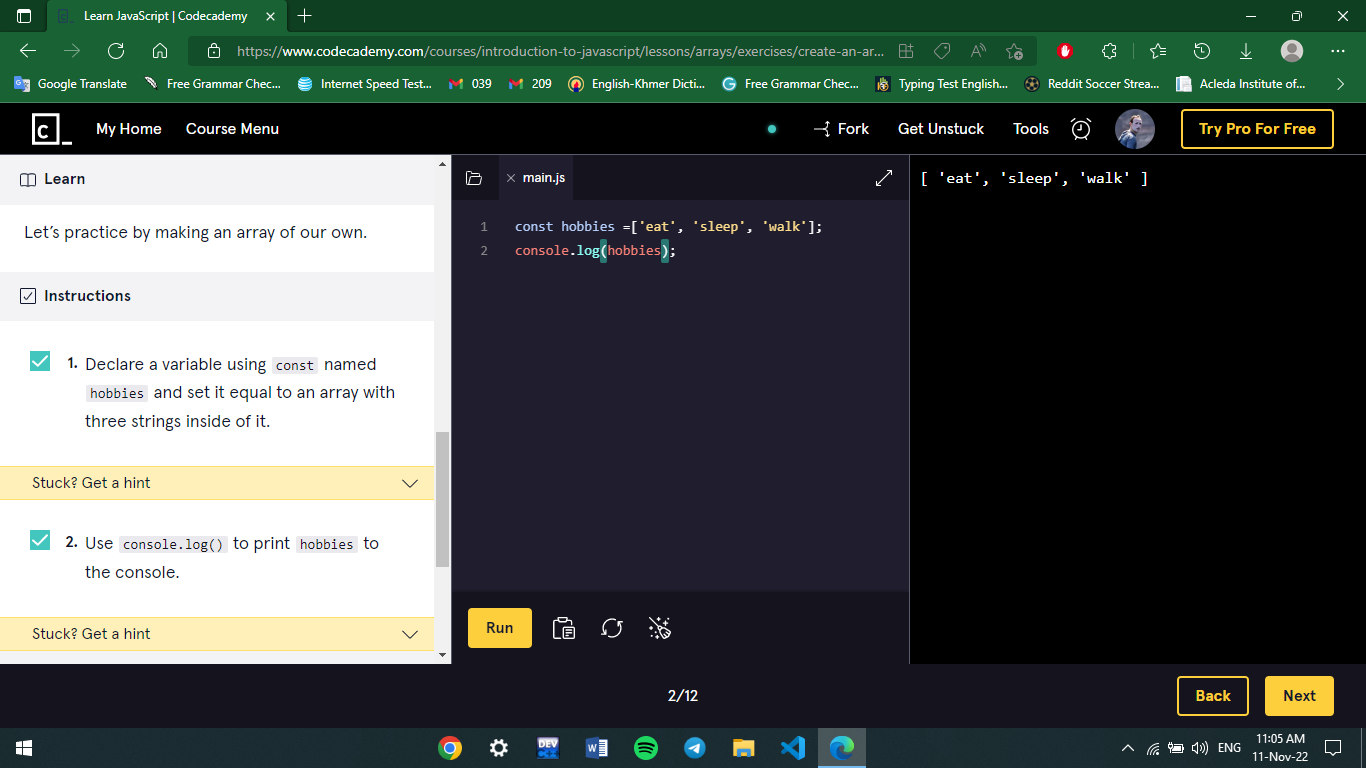 Learn JavaScript | Codecademy
https://www.codecademy.com/courses/introduction-to-javascript/lessons/arrays/exercises/create-an-ar...
Google Translate
Free Grammar Chec...
Internet Speed Test...
039
209
English-Khmer Dicti...
Free Grammar Chec...
Typing Test English...
Reddit Soccer Strea...
Acleda Institute of...
c_
My Home
Course Menu
Fork
Get Unstuck
Tools
Try Pro For Free
Learn
Let’s practice by making an array of our own.
Instructions
1. Declare a variable using const named
hobbies and set it equal to an array with
three strings inside of it.
Stuck? Get a hint
2. Use console.log() to print hobbies to
the console.
Stuck? Get a hint
main.js
1 const hobbies =['eat', 'sleep', 'walk'];
2 console.log(hobbies);
Run
[ 'eat', 'sleep', 'walk' ]
2/12
Back
Next
DEV
ENG
11:05 AM
11-Nov-22